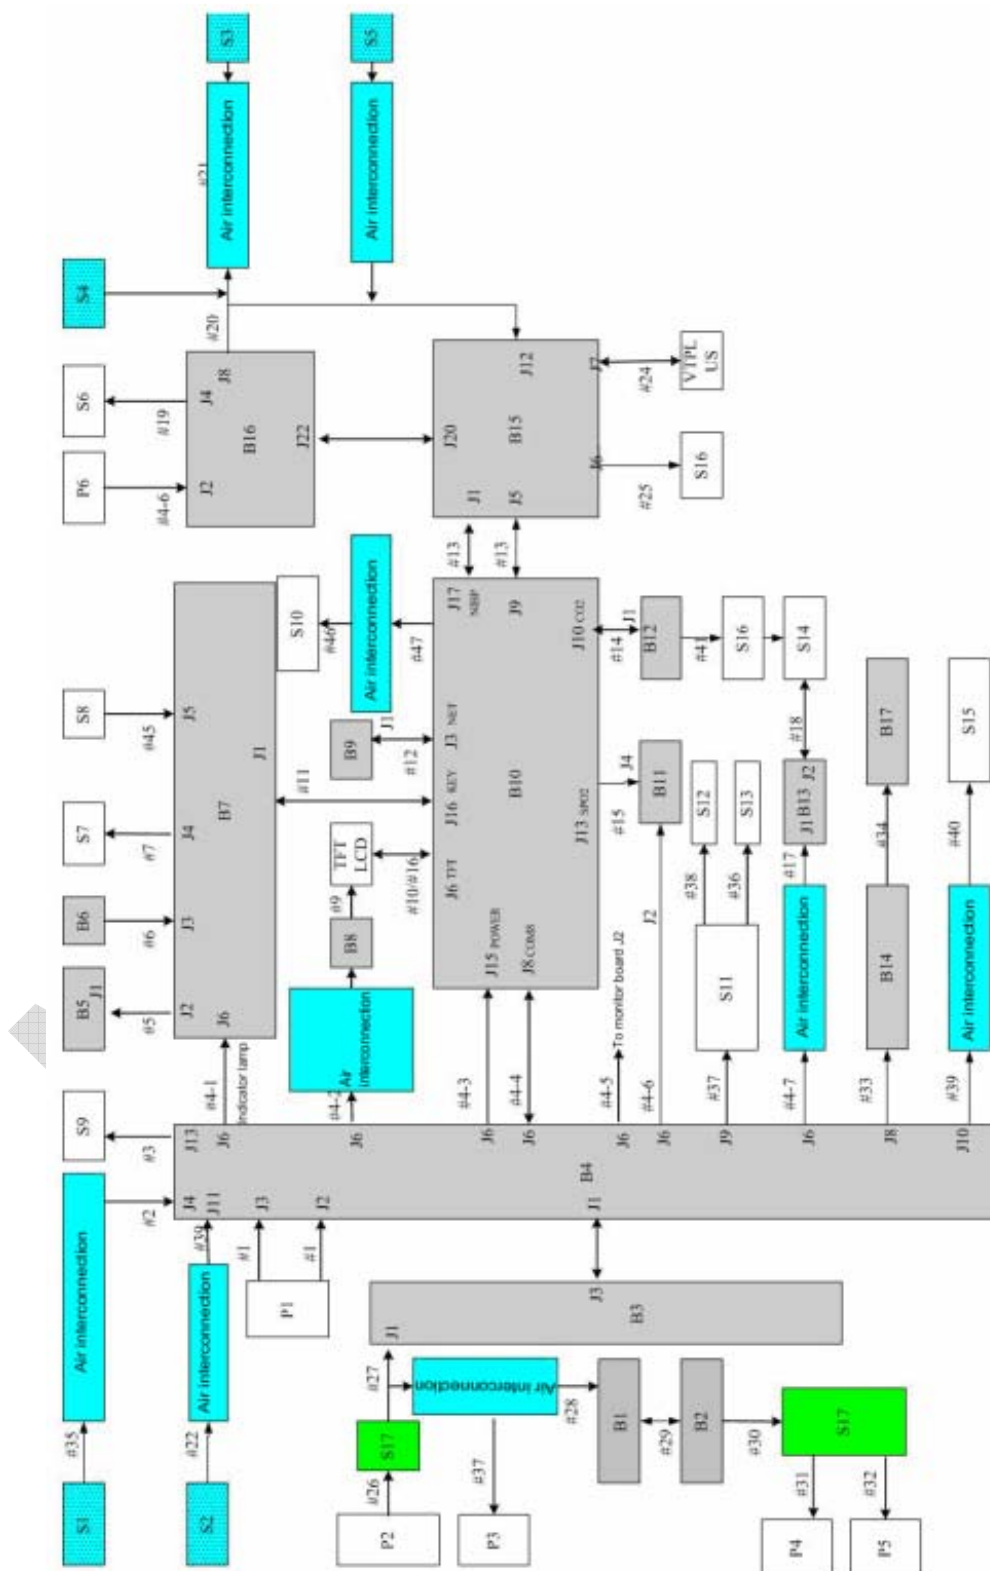 S3
S5
Air interconnection
#21
Air interconnection
S4
#20
S6
#19
P6
#4-6
J8
J4
B16
J2
J22
J12
J20
B15
J7
#24
VTPL
US
J6
#25
S16
J1
J5
#13
#13
S10
#46
Air interconnection
#47
J17
NBP
J9
J10 CO2
#14
J1
B12
#41
S16
S14
#18
S8
#45
J5
J1
S7
#7
J4
B7
B6
#6
J3
B5
J1
#5
J2
J6
#11
B9
J1
#12
J3 NET
J16 KEY
TFT
LCD
#10/#16
J6 TFT
#9
B8
B10
J13 SPO2
#15
J4
B11
J2
J15 POWER
J8 COMS
S12
S13
#38
#36
S11
J2
B13
J1
#17
B17
#34
B14
S15
#40
Air interconnection
Air interconnection
Air interconnection
#4-1
Indicator lamp
#4-2
#4-3
#4-4
#4-5
To monitor board J2
#4-6
#37
#4-7
#33
#39
S9
#3
J13
J6
J6
J6
J6
J6
J6
J9
J6
J8
J10
B4
J4
J11
J3
J2
J1
#2
#39
#1
#1
Air interconnection
Air interconnection
P1
#35
#22
S1
S2
J3
B3
J1
#27
Air interconnection
#28
S17
#26
P2
#37
P3
B1
#29
B2
#30
S17
#31
#32
P4
P5